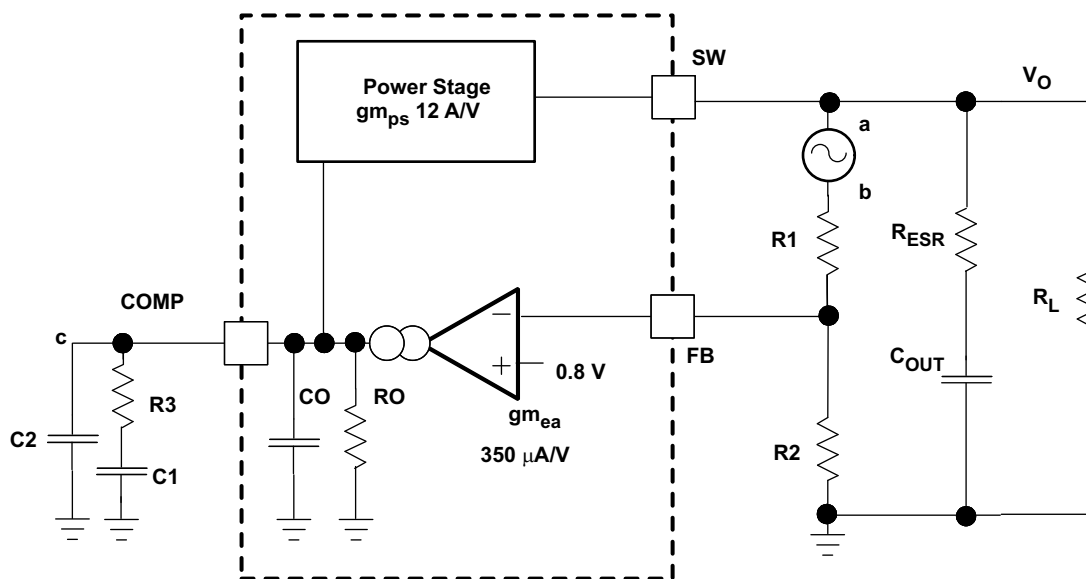 SW
V_O
Power Stage
gm_ps 12 A/V
a
b
R1
R_ESR
R_L
COMP
c
R3
C2
C1
CO
RO
−
+
0.8 V
gm_ea
350 µA/V
FB
R2
C_OUT